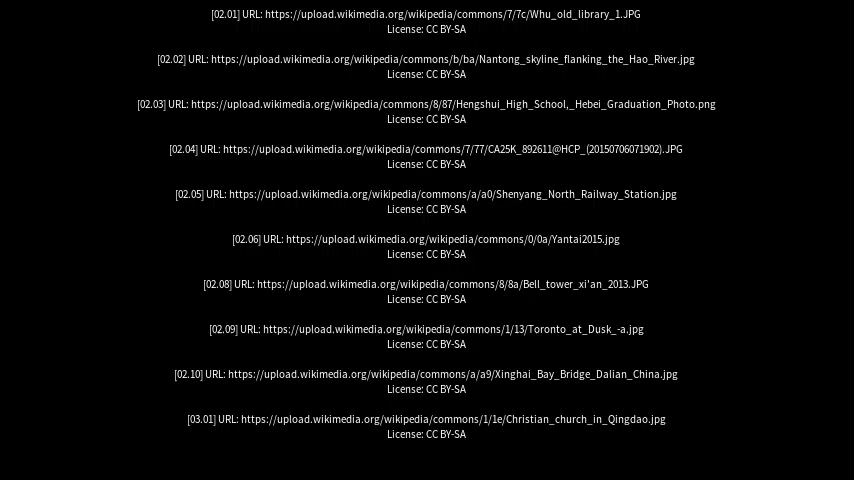 [02.01] URL: https://upload.wikimedia.org/wikipedia/commons/7/7c/Whu_old_library_1.JPG
License: CC BY-SA
[02.02] URL: https://upload.wikimedia.org/wikipedia/commons/b/ba/Nantong_skyline_flanking_the_Hao_River.jpg
License: CC BY-SA
[02.03] URL: https://upload.wikimedia.org/wikipedia/commons/8/87/Hengshui_High_School,_Hebei_Graduation_Photo.png
License: CC BY-SA
[02.04] URL: https://upload.wikimedia.org/wikipedia/commons/7/77/CA25K_892611@HCP_(20150706071902).JPG
License: CC BY-SA
[02.05] URL: https://upload.wikimedia.org/wikipedia/commons/a/a0/Shenyang_North_Railway_Station.jpg
License: CC BY-SA
[02.06] URL: https://upload.wikimedia.org/wikipedia/commons/0/0a/Yantai2015.jpg
License: CC BY-SA
[02.08] URL: https://upload.wikimedia.org/wikipedia/commons/8/8a/Bell_tower_xi'an_2013.JPG
License: CC BY-SA
[02.09] URL: https://upload.wikimedia.org/wikipedia/commons/1/13/Toronto_at_Dusk_-a.jpg
License: CC BY-SA
[02.10] URL: https://upload.wikimedia.org/wikipedia/commons/a/a9/Xinghai_Bay_Bridge_Dalian_China.jpg
License: CC BY-SA
[03.01] URL: https://upload.wikimedia.org/wikipedia/commons/1/1e/Christian_church_in_Qingdao.jpg
License: CC BY-SA